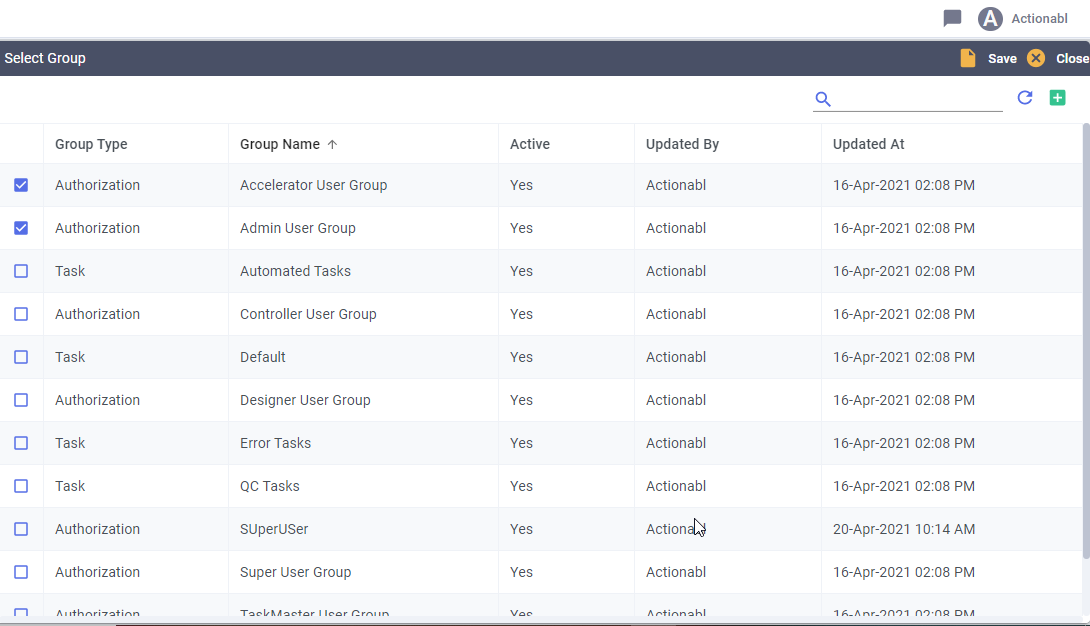 A Actionabl
Select Group Save Close
Group Type Group Name Active Updated By Updated At
Authorization Accelerator User Group Yes Actionabl 16-Apr-2021 02:08 PM
Authorization Admin User Group Yes Actionabl 16-Apr-2021 02:08 PM
Task Automated Tasks Yes Actionabl 16-Apr-2021 02:08 PM
Authorization Controller User Group Yes Actionabl 16-Apr-2021 02:08 PM
Task Default Yes Actionabl 16-Apr-2021 02:08 PM
Authorization Designer User Group Yes Actionabl 16-Apr-2021 02:08 PM
Task Error Tasks Yes Actionabl 16-Apr-2021 02:08 PM
Task QC Tasks Yes Actionabl 16-Apr-2021 02:08 PM
Authorization SUperUSer Yes Actionabl 20-Apr-2021 10:14 AM
Authorization Super User Group Yes Actionabl 16-Apr-2021 02:08 PM
Authorization TaskMaster User Group Yes Actionabl 16-Apr-2021 02:08 PM